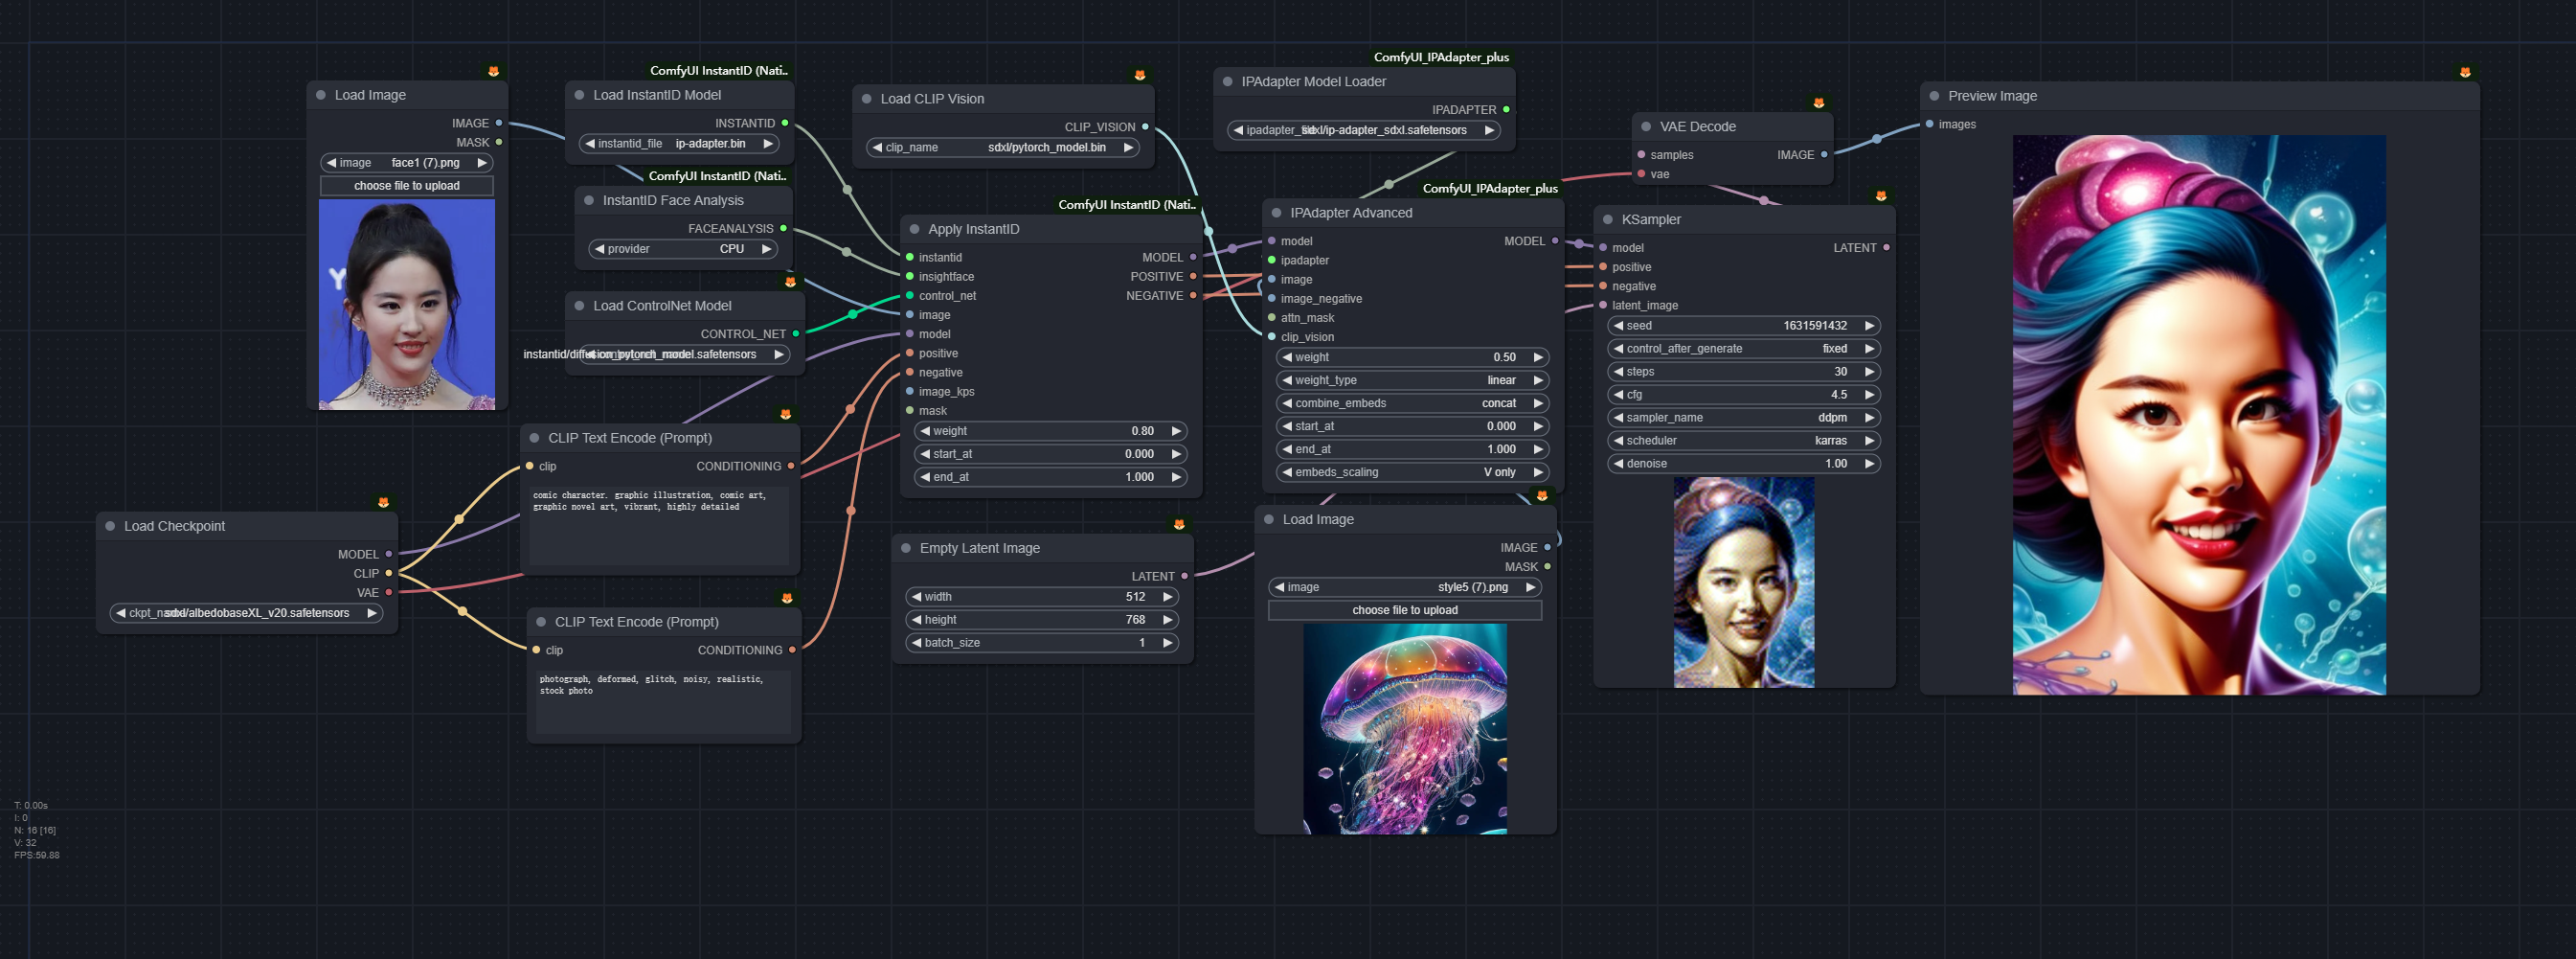 Load Image
IMAGE
MASK
image face1 (7).png
choose file to upload
Y
ComfyUI InstantID (Nati..
Load InstantID Model
INSTANTID
instantid_file ip-adapter.bin
ComfyUI InstantID (Nati..
InstantID Face Analysis
FACEANALYSIS
provider CPU
Load ControlNet Model
CONTROL_NET
Load Checkpoint
MODEL
CLIP
VAE
sdxl/albedobaseXL_v20.safetensors
CLIP Text Encode (Prompt)
clip CONDITIONING
comic character. graphic illustration, comic art,
graphic novel art, vibrant, highly detailed
CLIP Text Encode (Prompt)
clip CONDITIONING
photograph, deformed, glitch, noisy, realistic,
stock photo
Load CLIP Vision
CLIP_VISION
clip_name sdxl/pytorch_model.bin
ComfyUI InstantID (Nati..
Apply InstantID
instantid MODEL
insightface POSITIVE
control_net NEGATIVE
image
model
positive
negative
image_kps
mask
weight 0.80
start_at 0.000
end_at 1.000
Empty Latent Image
LATENT
width 512
height 768
batch_size 1
ComfyUI_IPAdapter_plus
IPAdapter Model Loader
IPADAPTER
sdxl/ip-adapter_sdxl.safetensors
ComfyUI_IPAdapter_plus
IPAdapter Advanced
model MODEL
ipadapter
image
image_negative
attn_mask
clip_vision
weight 0.50
weight_type linear
combine_embeds concat
start_at 0.000
end_at 1.000
embeds_scaling V only
Load Image
IMAGE
MASK
image style5 (7).png
choose file to upload
VAE Decode
samples IMAGE
vae
KSampler
model LATENT
positive
negative
latent_image
seed 1631591432
control_after_generate fixed
steps 30
cfg 4.5
sampler_name ddpm
scheduler karras
denoise 1.00
Preview Image
images
T: 0.00s
I: 0
N: 16 [16]
V: 32
FPS:59.88